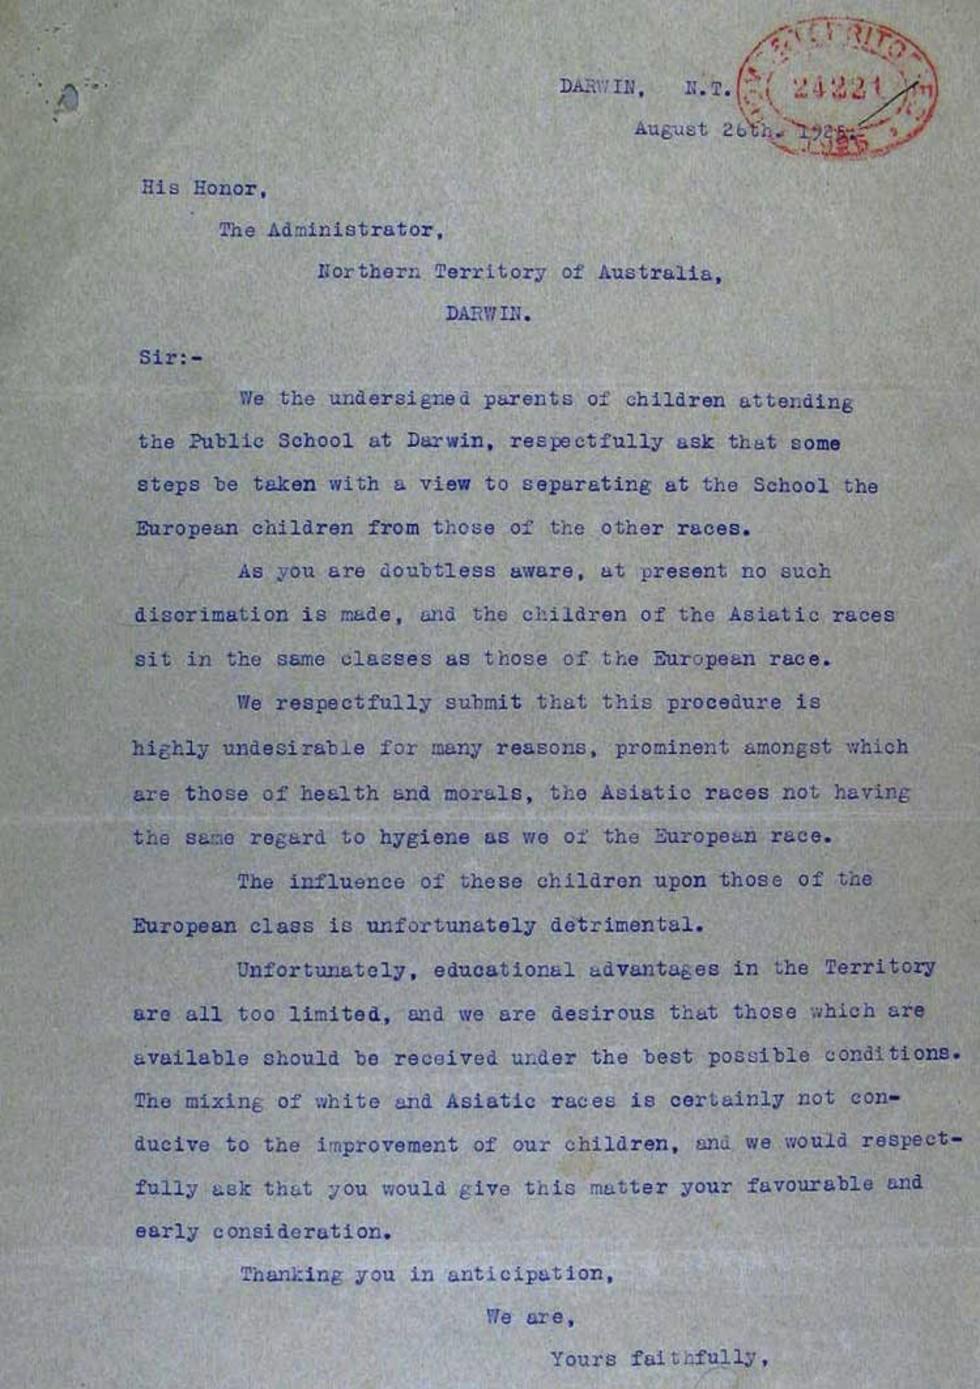 DARWIN, N.T.
24221
August 26th.
His Honor,
The Administrator,
Northern Territory of Australia,
DARWIN.
Sir:-
We the undersigned parents of children attending
the Public School at Darwin, respectfully ask that some
steps be taken with a view to separating at the School the
European children from those of the other races.
As you are doubtless aware, at present no such
discrimation is made, and the children of the Asiatic races
sit in the same classes as those of the European race.
We respectfully submit that this procedure is
highly undesirable for many reasons, prominent amongst which
are those of health and morals, the Asiatic races not having
the same regard to hygiene as we of the European race.
The influence of these children upon those of the
European class is unfortunately detrimental.
Unfortunately, educational advantages in the Territory
are all too limited, and we are desirous that those which are
available should be received under the best possible conditions.
The mixing of white and Asiatic races is certainly not con-
ducive to the improvement of our children, and we would respect-
fully ask that you would give this matter your favourable and
early consideration.
Thanking you in anticipation,
We are,
Yours faithfully,